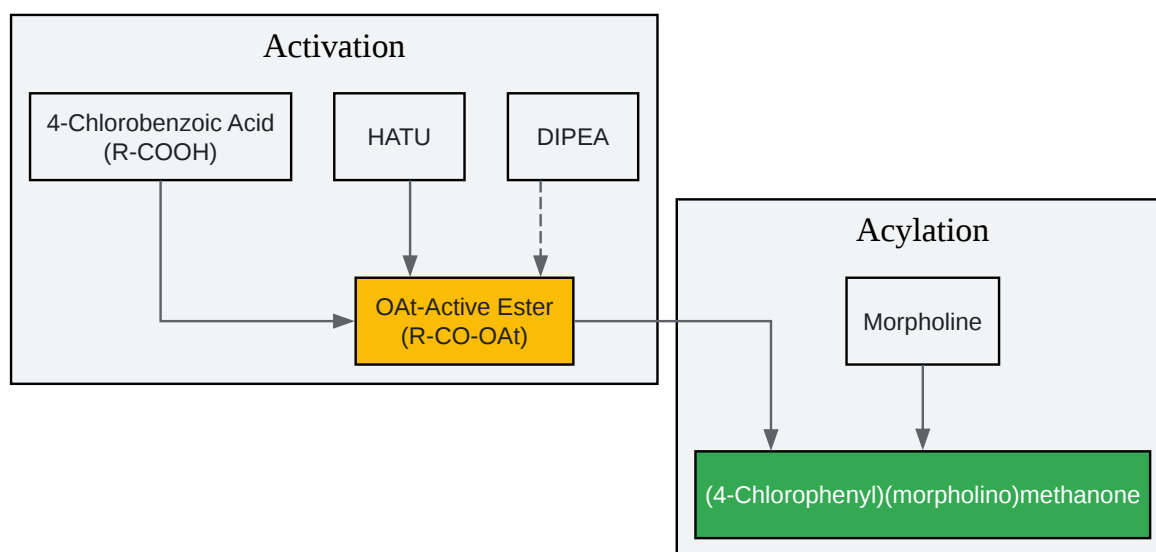 Activation
4-Chlorobenzoic Acid
(R-COOH)
HATU
DIPEA
OAt-Active Ester
(R-CO-OAt)
Acylation
Morpholine
(4-Chlorophenyl)(morpholino)methanone